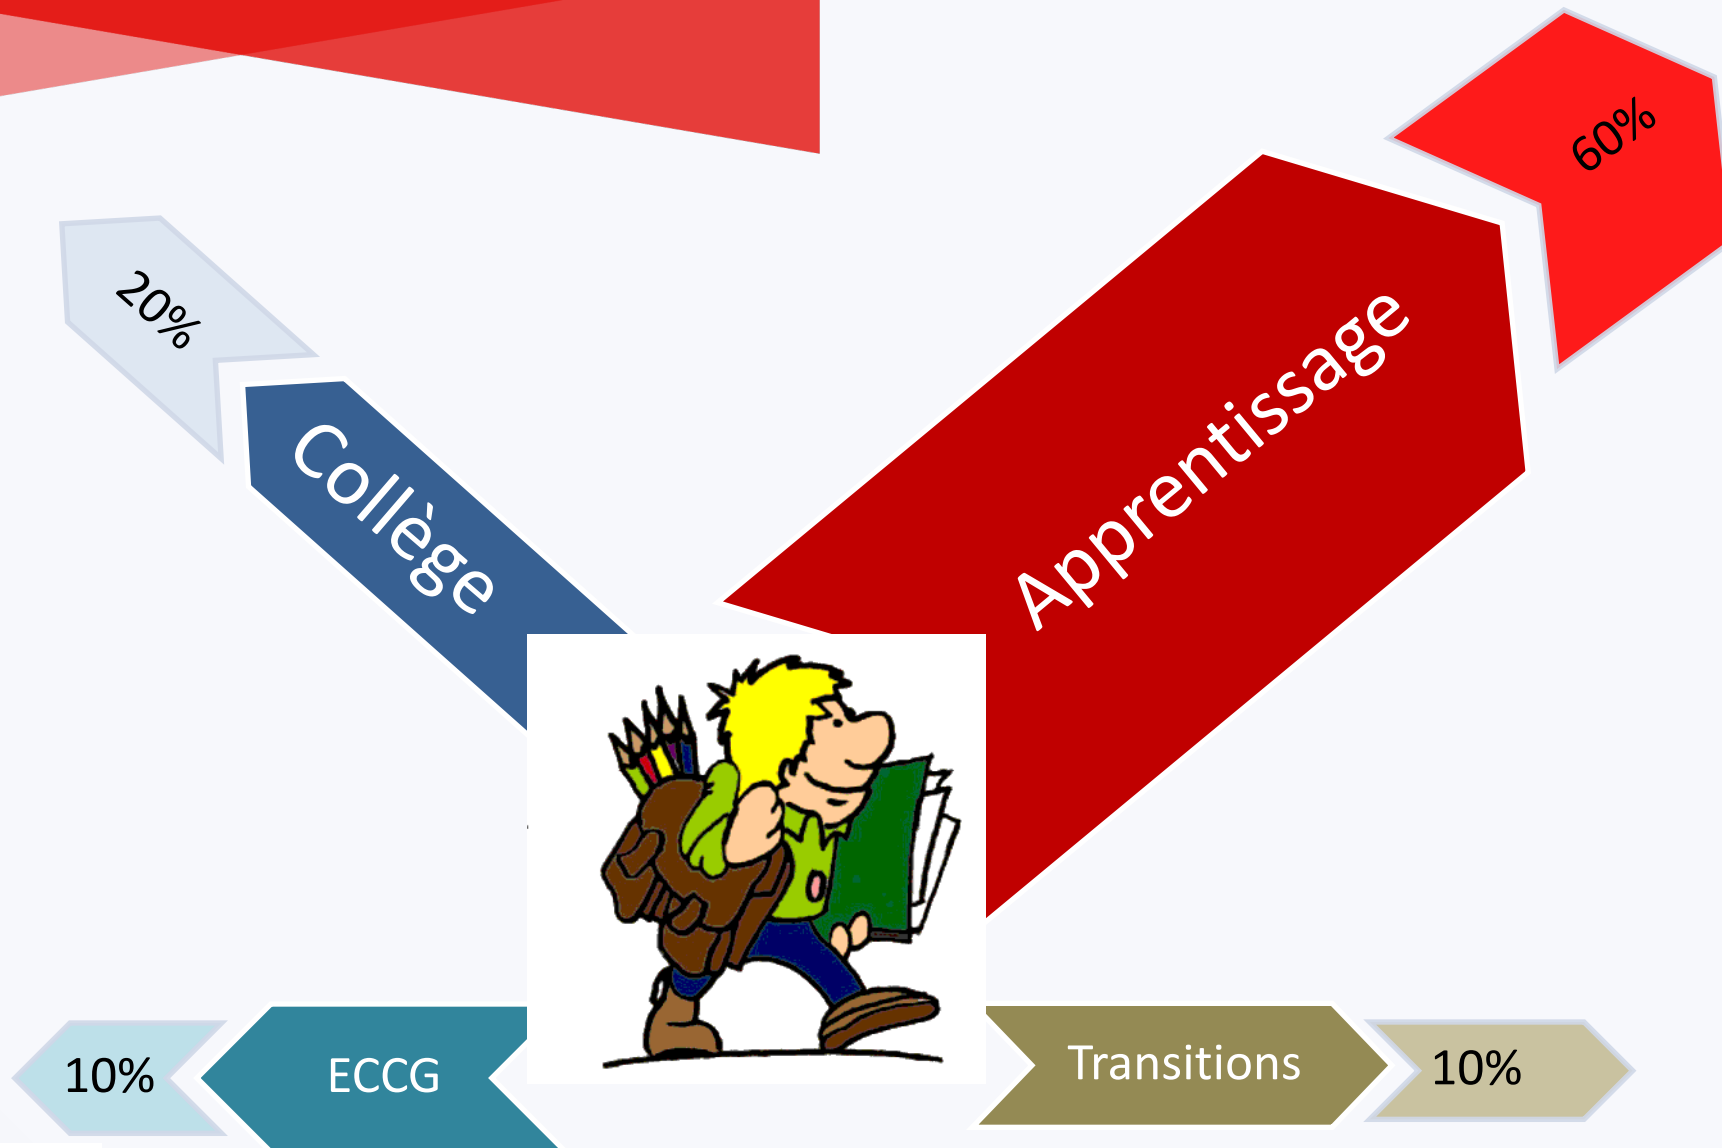 60%
20%
Apprentissage
Collège
10%
ECCG
Transitions
10%